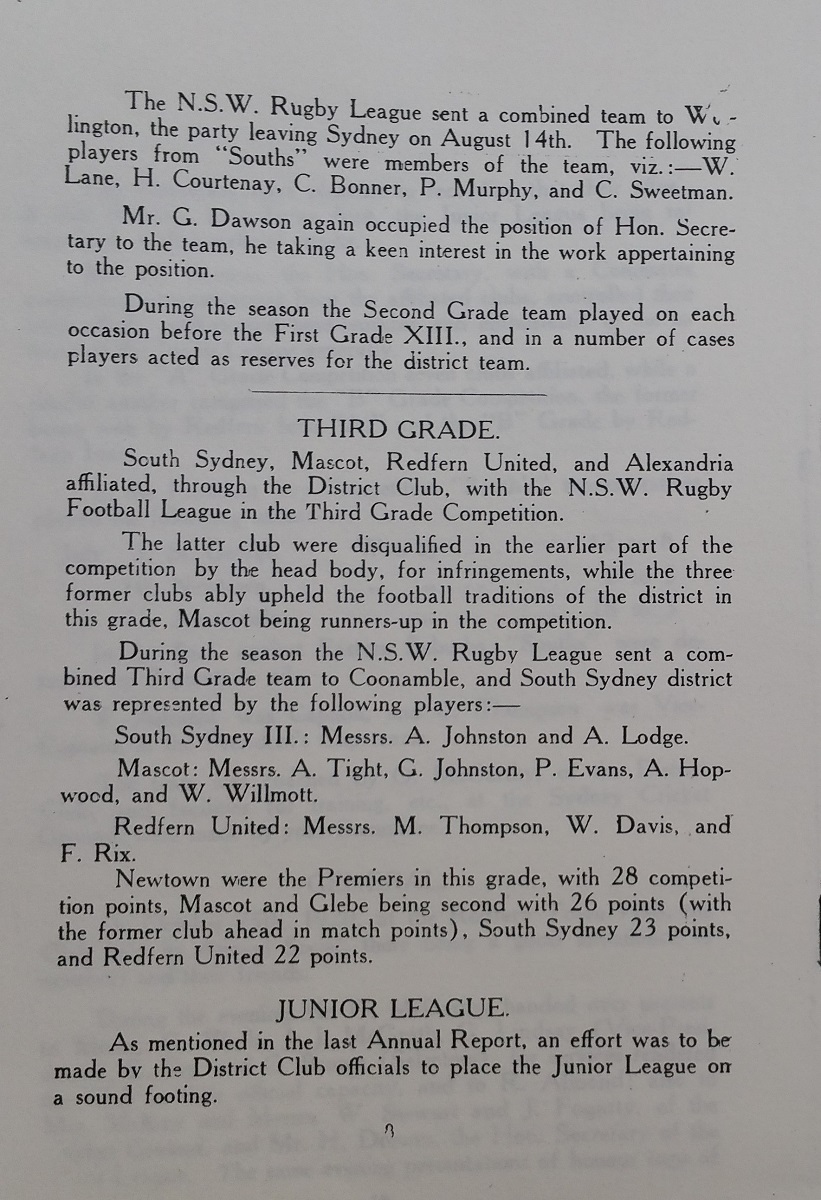 The N.S.W. Rugby League sent a combined team to
lington, the party leaving Sydney on August 14th. The following
players from "Souths" were members of the team, viz.:—W.
Lane, H. Courtenay, C. Bonner, P. Murphy, and C. Sweetman.
Mr. G. Dawson again occupied the position of Hon. Secre-
tary to the team, he taking a keen interest in the work appertaining
to the position.
During the season the Second Grade team played on each
occasion before the First Grade XIII., and in a number of cases
players acted as reserves for the district team.
THIRD GRADE.
South Sydney, Mascot, Redfern United, and Alexandria
affiliated, through the District Club, with the N.S.W. Rugby
Football League in the Third Grade Competition.
The latter club were disqualified in the earlier part of the
competition by the head body, for infringements, while the three
former clubs ably upheld the football traditions of the district in
this grade, Mascot being runners-up in the competition.
During the season the N.S.W. Rugby League sent a com-
bined Third Grade team to Coonamble, and South Sydney district
was represented by the following players:—
South Sydney III.: Messrs. A. Johnston and A. Lodge.
Mascot: Messrs. A. Tight, G. Johnston, P. Evans, A. Hop-
wood, and W. Willmott.
Redfern United: Messrs. M. Thompson, W. Davis, and
F. Rix.
Newtown were the Premiers in this grade, with 28 competi-
tion points, Mascot and Glebe being second with 26 points (with
the former club ahead in match points), South Sydney 23 points,
and Redfern United 22 points.
JUNIOR LEAGUE.
As mentioned in the last Annual Report, an effort was to be
made by the District Club officials to place the Junior League on
a sound footing.